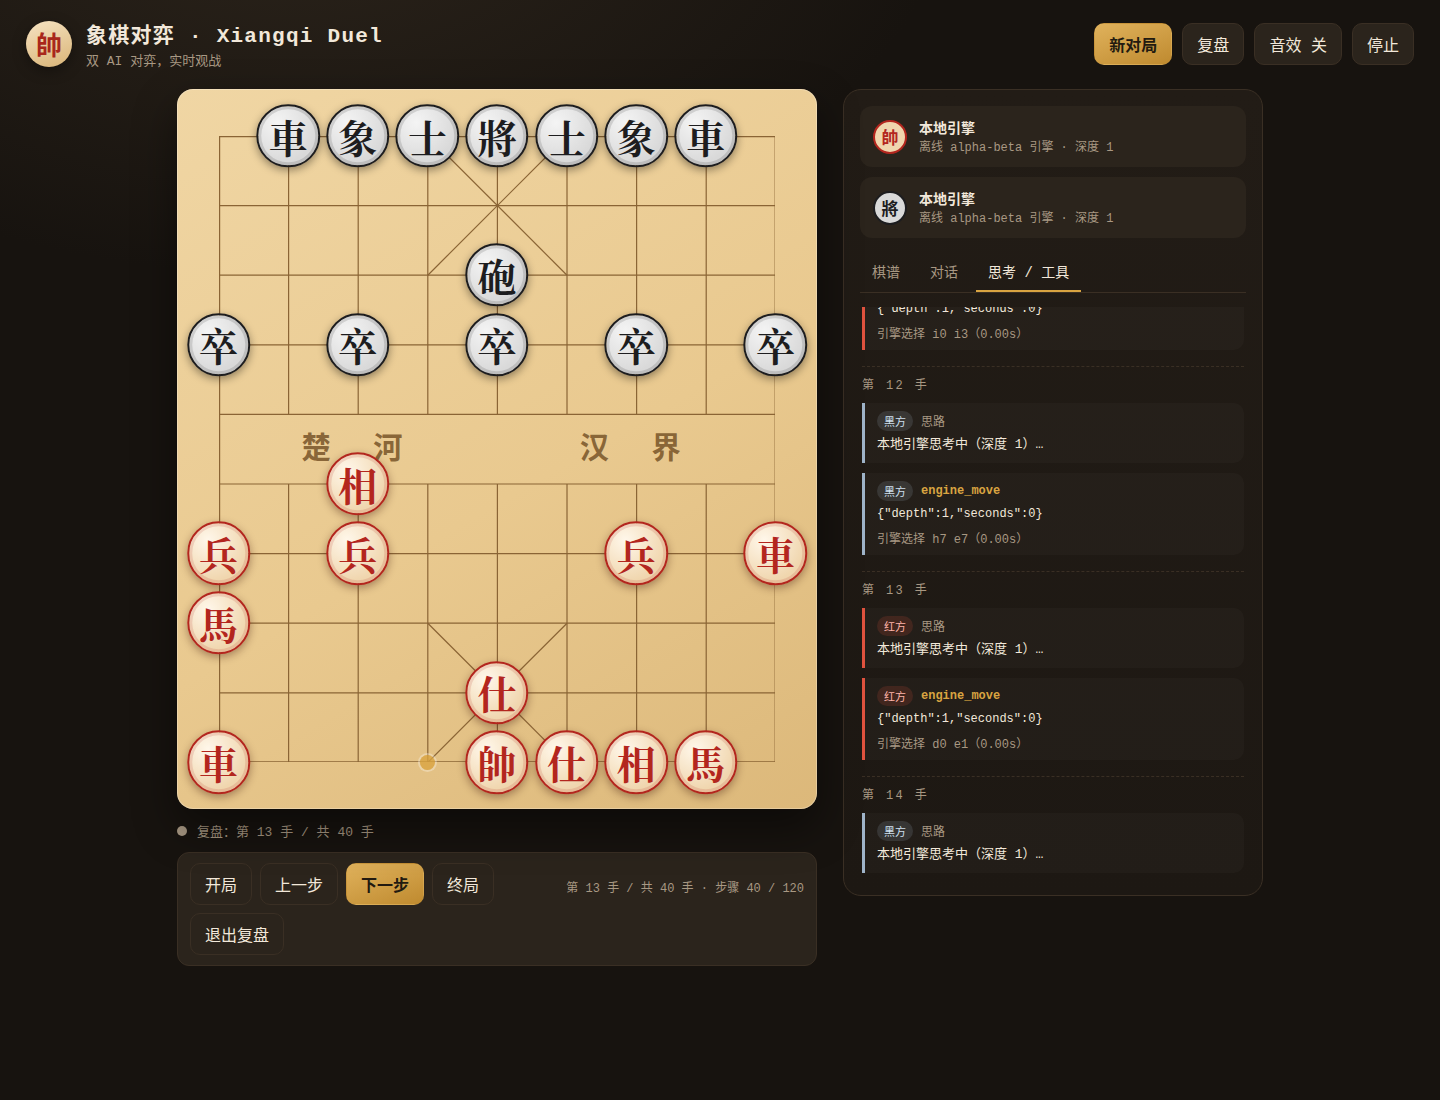 帥
象棋对弈 · Xiangqi Duel
双 AI 对弈，实时观战
新对局 复盘 音效 关 停止
車 象 士 將 士 象 車
砲
卒 卒 卒 卒 卒
楚 河 汉 界
相
兵 兵 兵 車
馬
仕
車 帥 仕 相 馬
复盘：第 13 手 / 共 40 手
开局 上一步 下一步 终局
第 13 手 / 共 40 手 · 步骤 40 / 120
退出复盘
帥
本地引擎
离线 alpha-beta 引擎 · 深度 1
將
本地引擎
离线 alpha-beta 引擎 · 深度 1
棋谱 对话 思考 / 工具
{"depth":1,"seconds":0}
引擎选择 i0 i3（0.00s）
第 12 手
黑方 思路
本地引擎思考中（深度 1）…
黑方 engine_move
{"depth":1,"seconds":0}
引擎选择 h7 e7（0.00s）
第 13 手
红方 思路
本地引擎思考中（深度 1）…
红方 engine_move
{"depth":1,"seconds":0}
引擎选择 d0 e1（0.00s）
第 14 手
黑方 思路
本地引擎思考中（深度 1）…